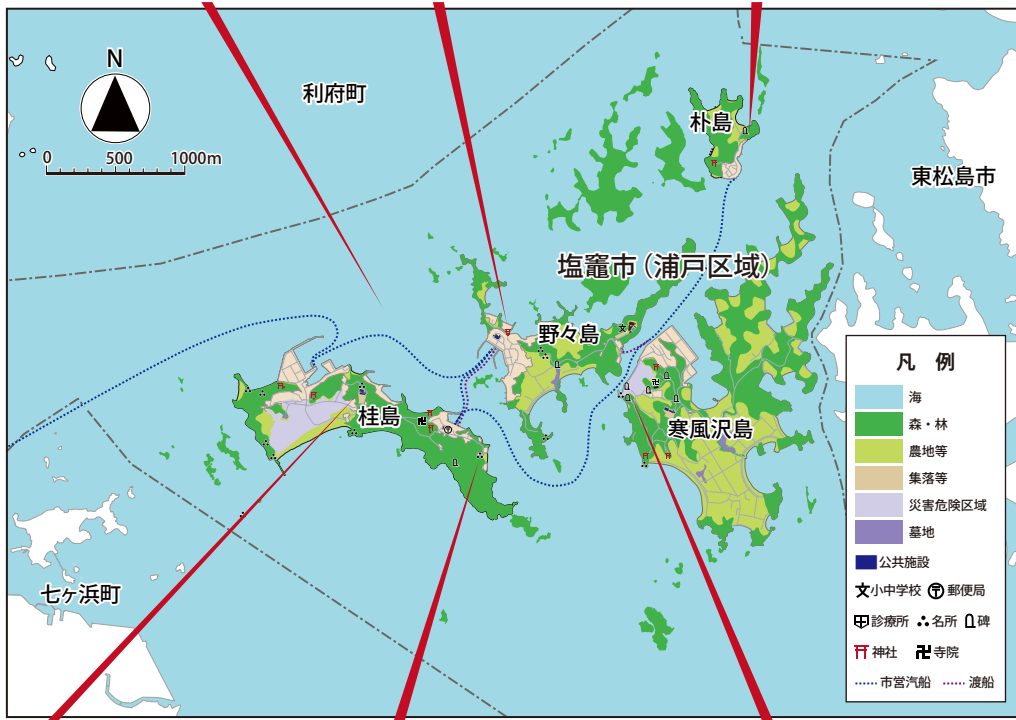 N
0 500 1000m
利府町
朴島
東松島市
塩竈市(浦戸区域)
野々島
桂島
寒風沢島
七ヶ浜町
凡 例
海
森・林
農地等
集落等
災害危険区域
墓地
公共施設
小中学校 郵便局
診療所 名所 碑
神社 寺院
市営汽船 渡船